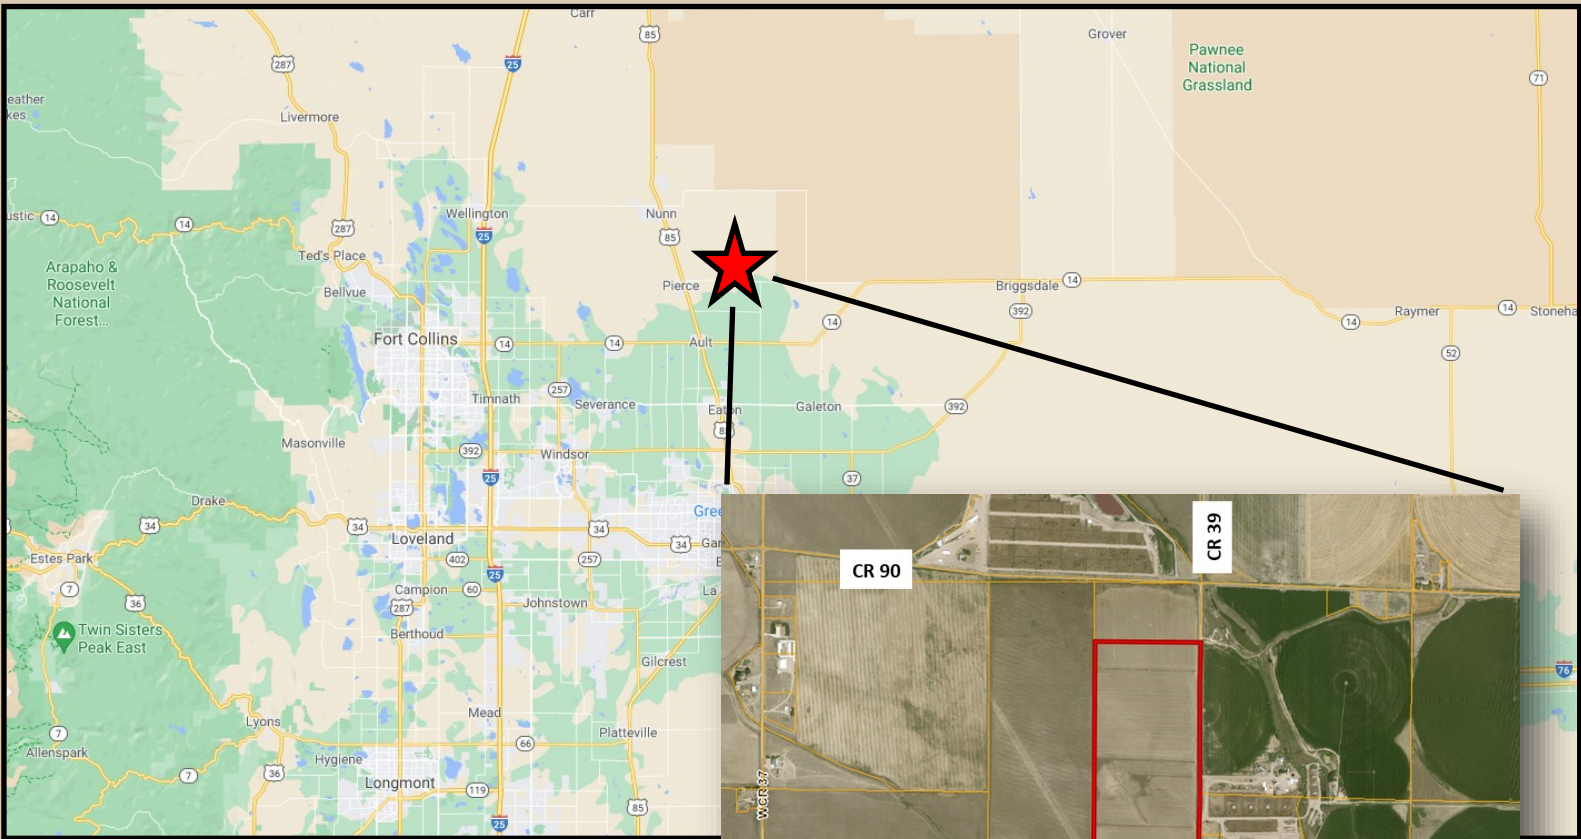 Carr
85
Grover
Pawnee
National
Grassland
287
25
71
eather
kes
Livermore
ustic
14
14
Wellington
Nunn
287
25
85
Ted's Place
Arapaho &
Roosevelt
National
Forest...
Bellvue
Pierce
Briggsdale
14
392
14
14
Raymer
14
Stoneha
Fort Collins
14
14
Ault
52
257
Timnath
Severance
Eaton
Galeton
392
8
Masonville
392
Windsor
25
37
Drake
34
34
Loveland
34
Gree
34
Gar
E
402
257
Estes Park
7
25
Campion
60
La
36
287
Johnstown
Twin Sisters
Peak East
Berthoud
Gilcrest
76
Lyons
Mead
Platteville
7
66
Allenspark
Hygiene
7
36
Longmont
119
85
25
CR 90
CR 39
WCR 37